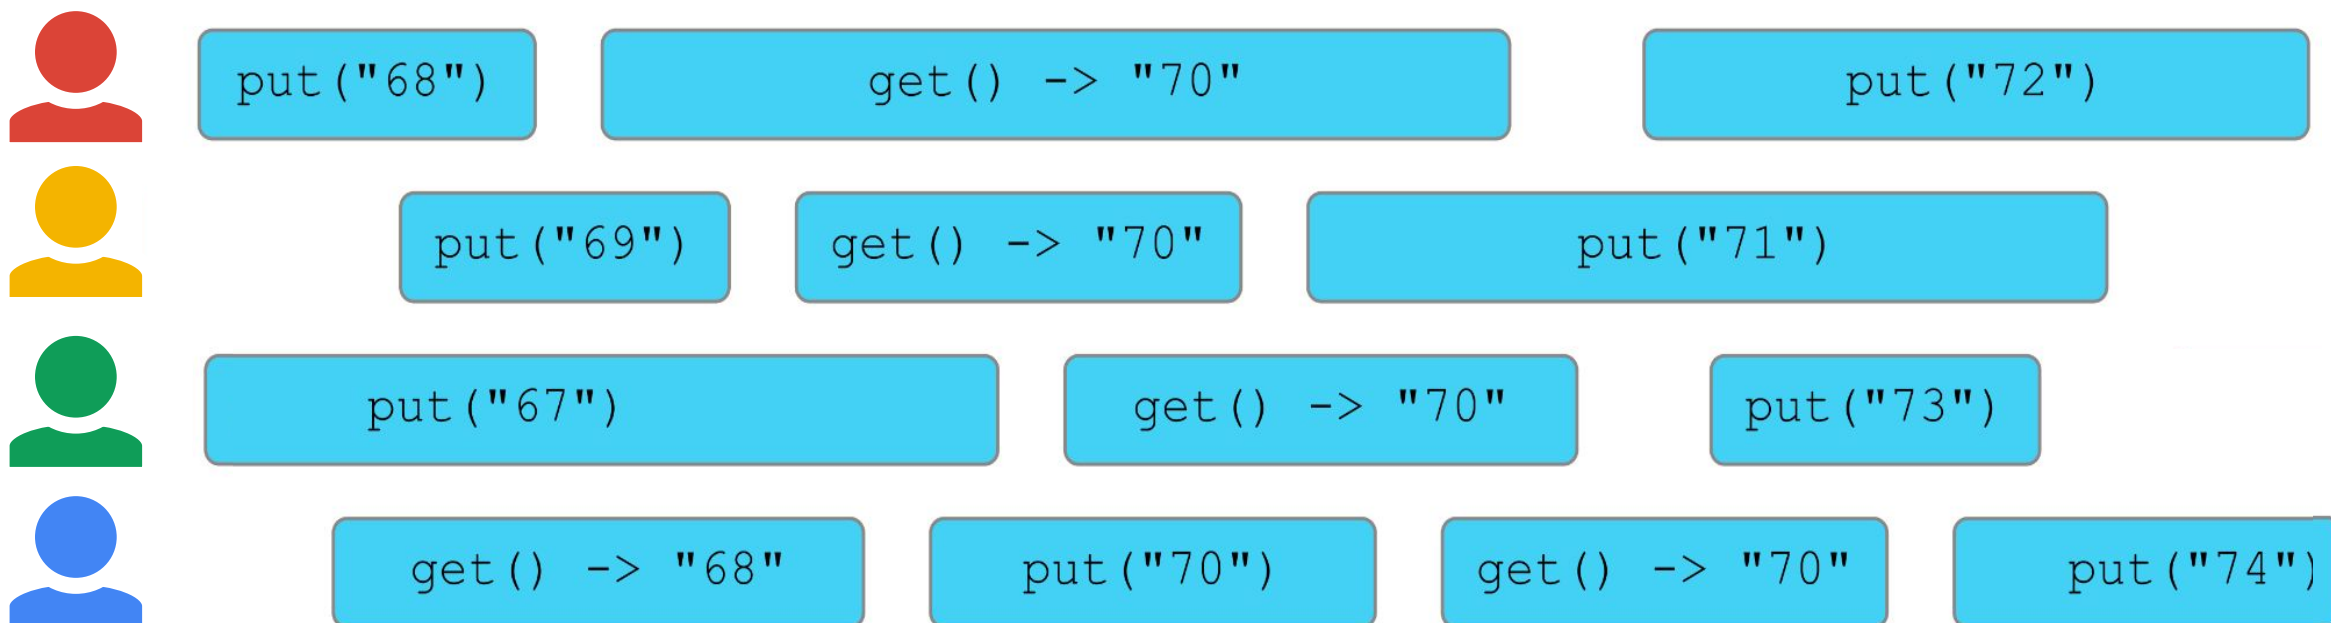 put("68") get() -> "70" put("72")
put("69") get() -> "70" put("71")
put("67") get() -> "70" put("73")
get() -> "68" put("70") get() -> "70" put("74")